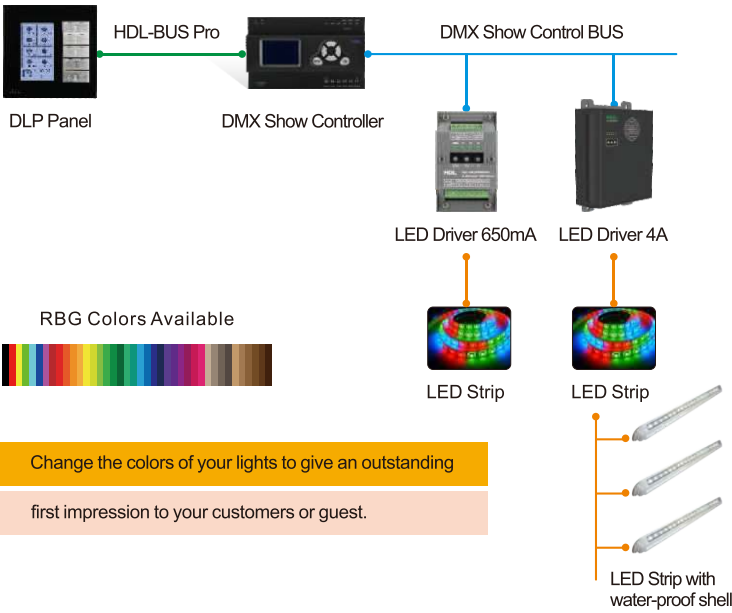 HDL-BUS Pro
DMX Show Control BUS
DLP Panel
DMX Show Controller
HDL
LED Driver 650mA
LED Driver 4A
RBG Colors Available
LED Strip
LED Strip
Change the colors of your lights to give an outstanding
first impression to your customers or guest.
LED Strip with
water-proof shell